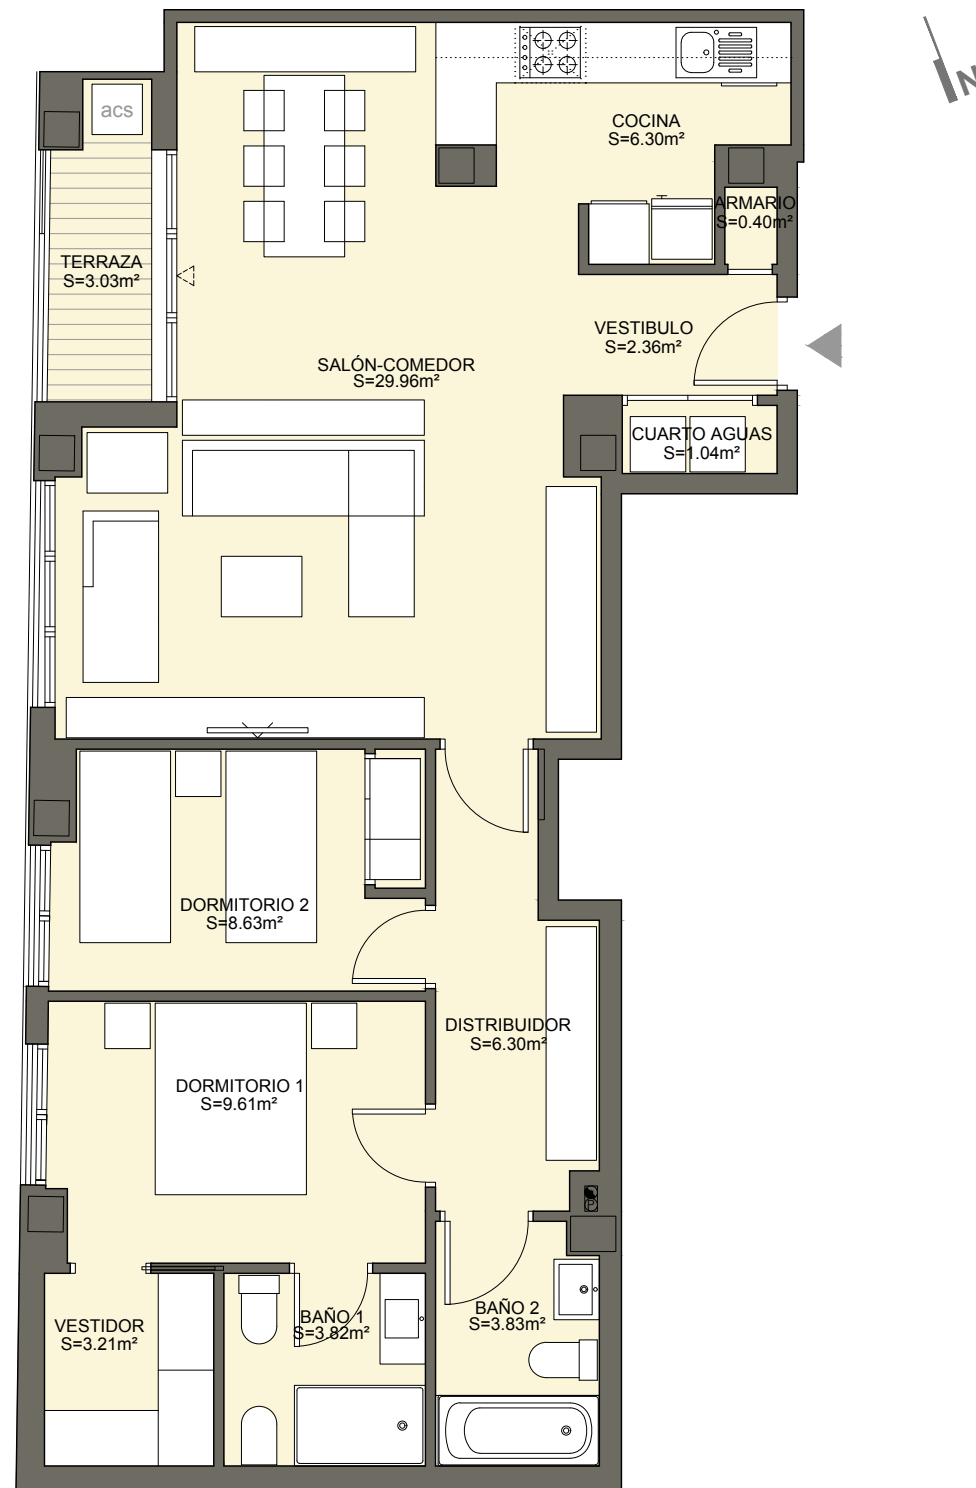 N
acs
COCINA
S=6.30m²
ARMARIO
S=0.40m²
TERRAZA
S=3.03m²
VESTIBULO
S=2.36m²
SALÓN-COMEDOR
S=29.96m²
CUARTO AGUAS
S=1.04m²
DORMITORIO 2
S=8.63m²
DISTRIBUIDOR
S=6.30m²
DORMITORIO 1
S=9.61m²
P
VESTIDOR
S=3.21m²
BAÑO 1
S=3.82m²
BAÑO 2
S=3.83m²